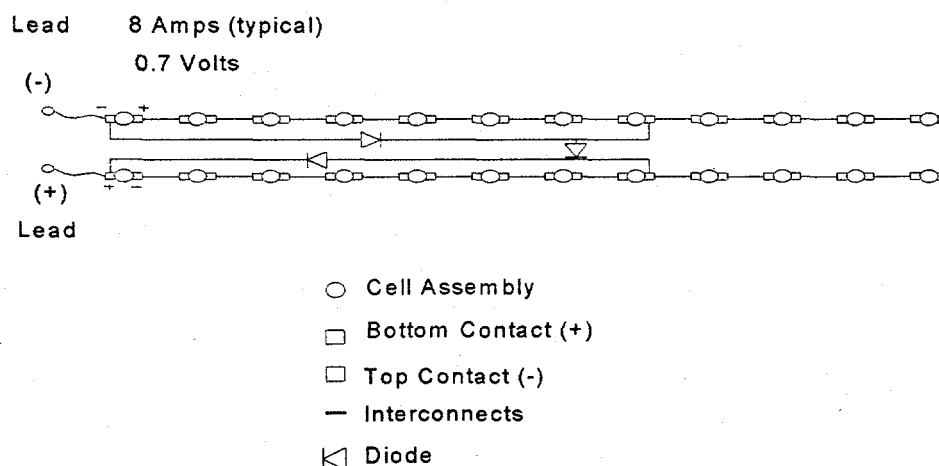 Lead 8 Amps (typical)
0.7 Volts
(-)
− +
(+)
+ −
Lead
Cell Assembly
Bottom Contact (+)
Top Contact (-)
Interconnects
Diode